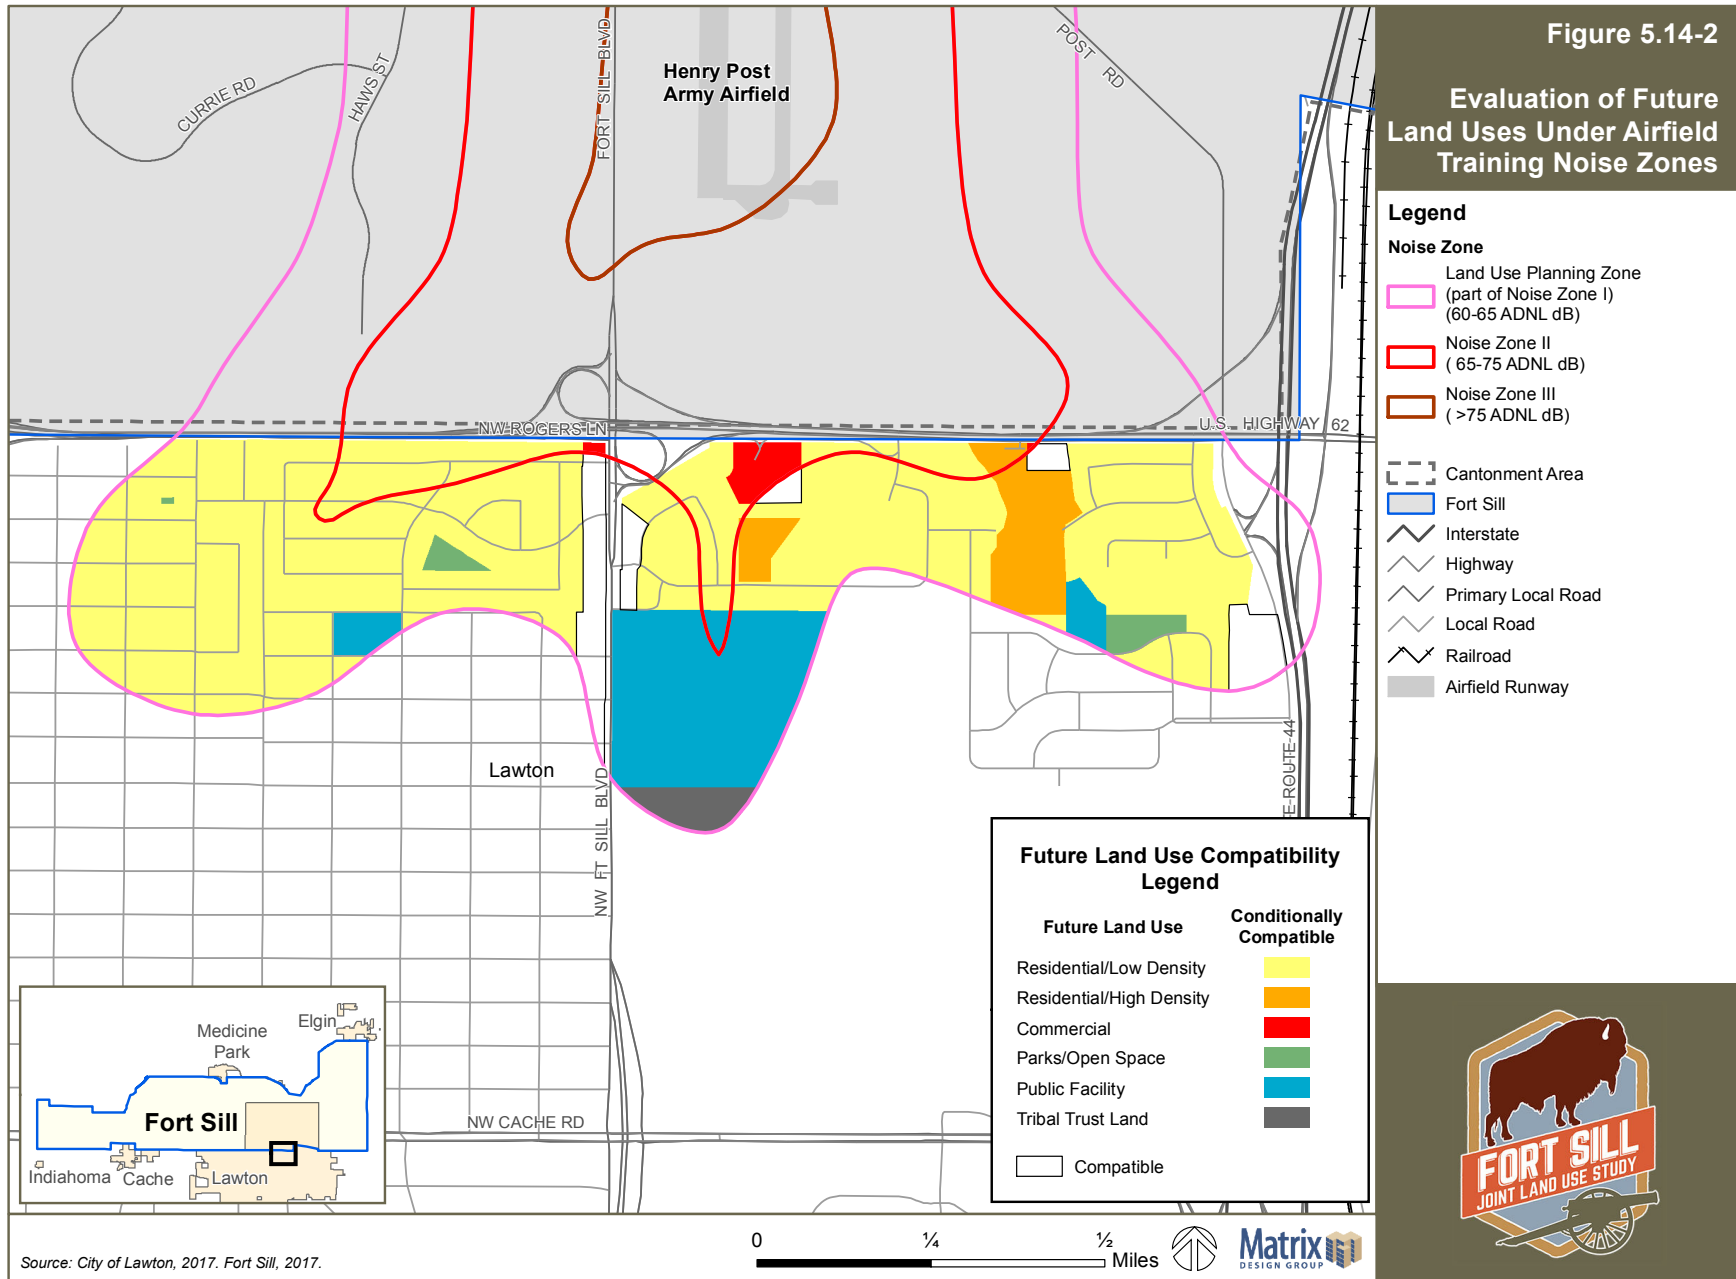 Figure 5.14-2
Evaluation of Future
Land Uses Under Airfield
Training Noise Zones
Legend
Noise Zone
Land Use Planning Zone
(part of Noise Zone I)
(60-65 ADNL dB)
Noise Zone II
( 65-75 ADNL dB)
Noise Zone III
( >75 ADNL dB)
Cantonment Area
Fort Sill
Interstate
Highway
Primary Local Road
Local Road
Railroad
Airfield Runway
CURRIE RD
HAWS ST
FORT SILL BLVD
Henry Post
Army Airfield
POST RD
NW ROGERS LN
U.S. HIGHWAY 62
Lawton
NW FT SILL BLVD
E-ROUTE-44
NW CACHE RD
Future Land Use Compatibility
Legend
Future Land Use
Conditionally
Compatible
Residential/Low Density
Residential/High Density
Commercial
Parks/Open Space
Public Facility
Tribal Trust Land
Compatible
Medicine
Park
Elgin
Fort Sill
Indiahoma
Cache
Lawton
Source: City of Lawton, 2017. Fort Sill, 2017.
0 ¼ ½
Miles
Matrix
DESIGN GROUP
FORT SILL
JOINT LAND USE STUDY